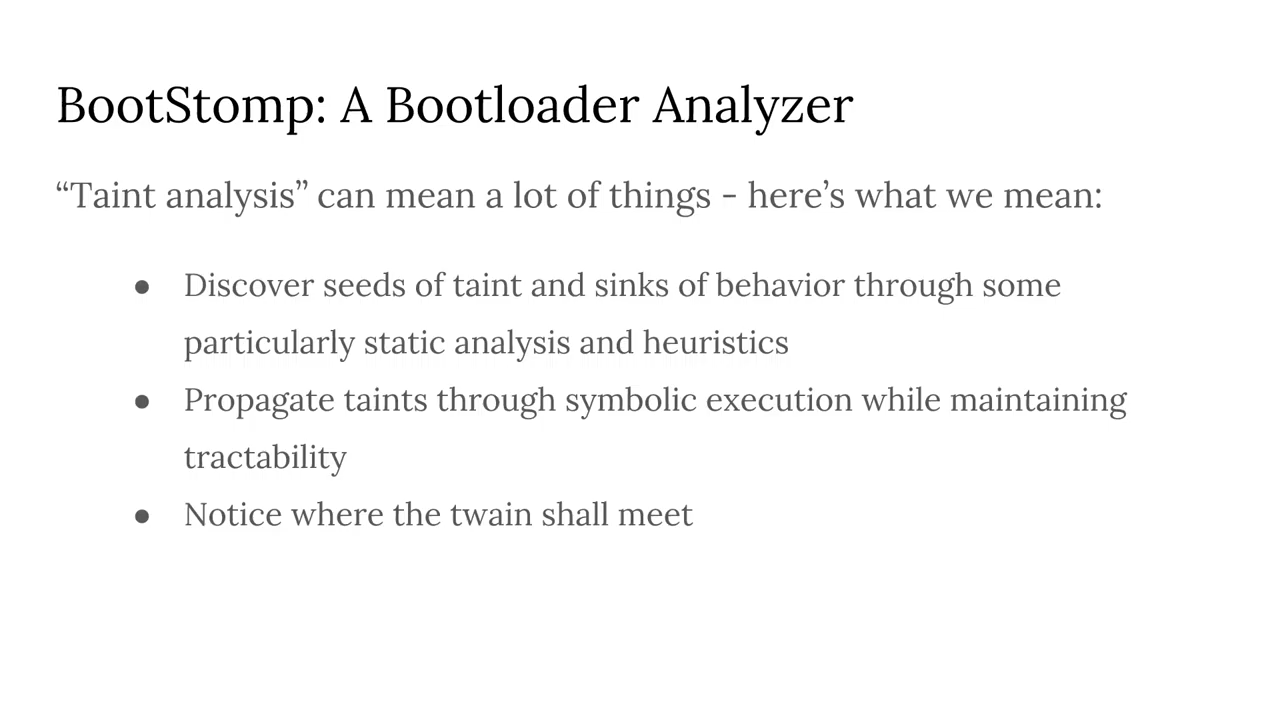 BootStomp: A Bootloader Analyzer
“Taint analysis” can mean a lot of things - here’s what we mean:
● Discover seeds of taint and sinks of behavior through some
particularly static analysis and heuristics
● Propagate taints through symbolic execution while maintaining
tractability
● Notice where the twain shall meet